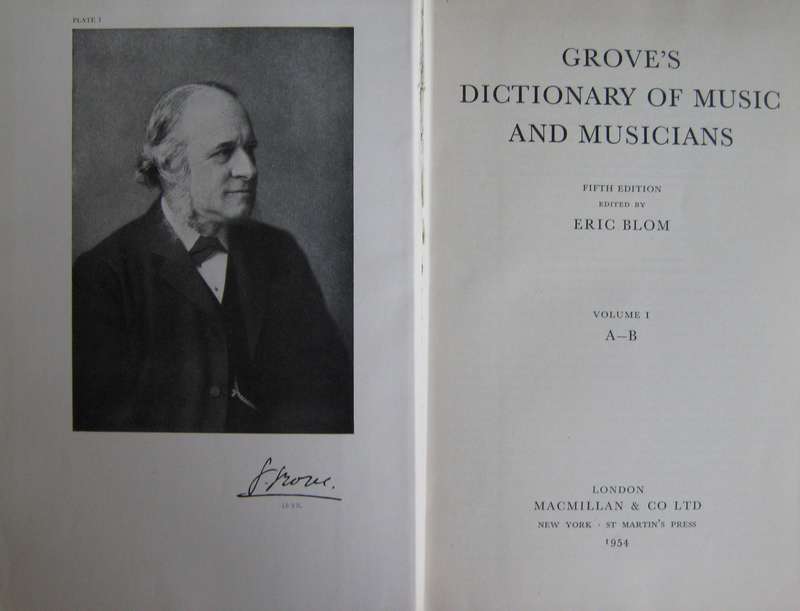 PLATE I
G. Grove.
GROVE'S
DICTIONARY OF MUSIC
AND MUSICIANS
FIFTH EDITION
EDITED BY
ERIC BLOM
VOLUME I
A—B
LONDON
MACMILLAN & CO LTD
NEW YORK · ST MARTIN'S PRESS
1954